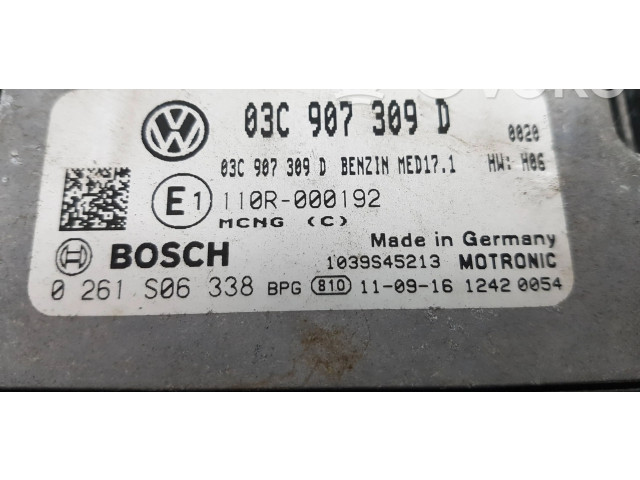 03C 907 309 D
0020
03C 907 309 D BENZIN MED17.1 HW: H06
E1 110R-000192
MCNG (C)
BOSCH
Made in Germany
1039S45213 MOTRONIC
0 261 S06 338 BPG 810 11-09-16 1242 0054